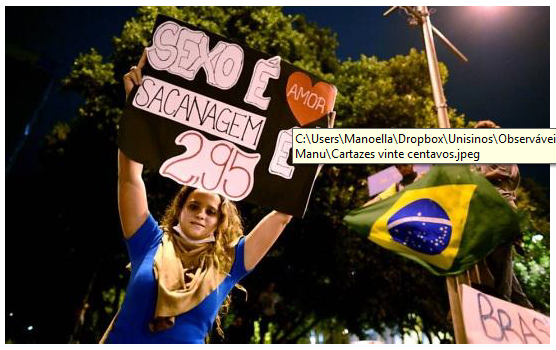 SEXO É
AMOR
SACANAGEM
É
2,95
C:\Users\Manoella\Dropbox\Unisinos\Observávei
Manu\Cartazes vinte centavos.jpeg
BRAS